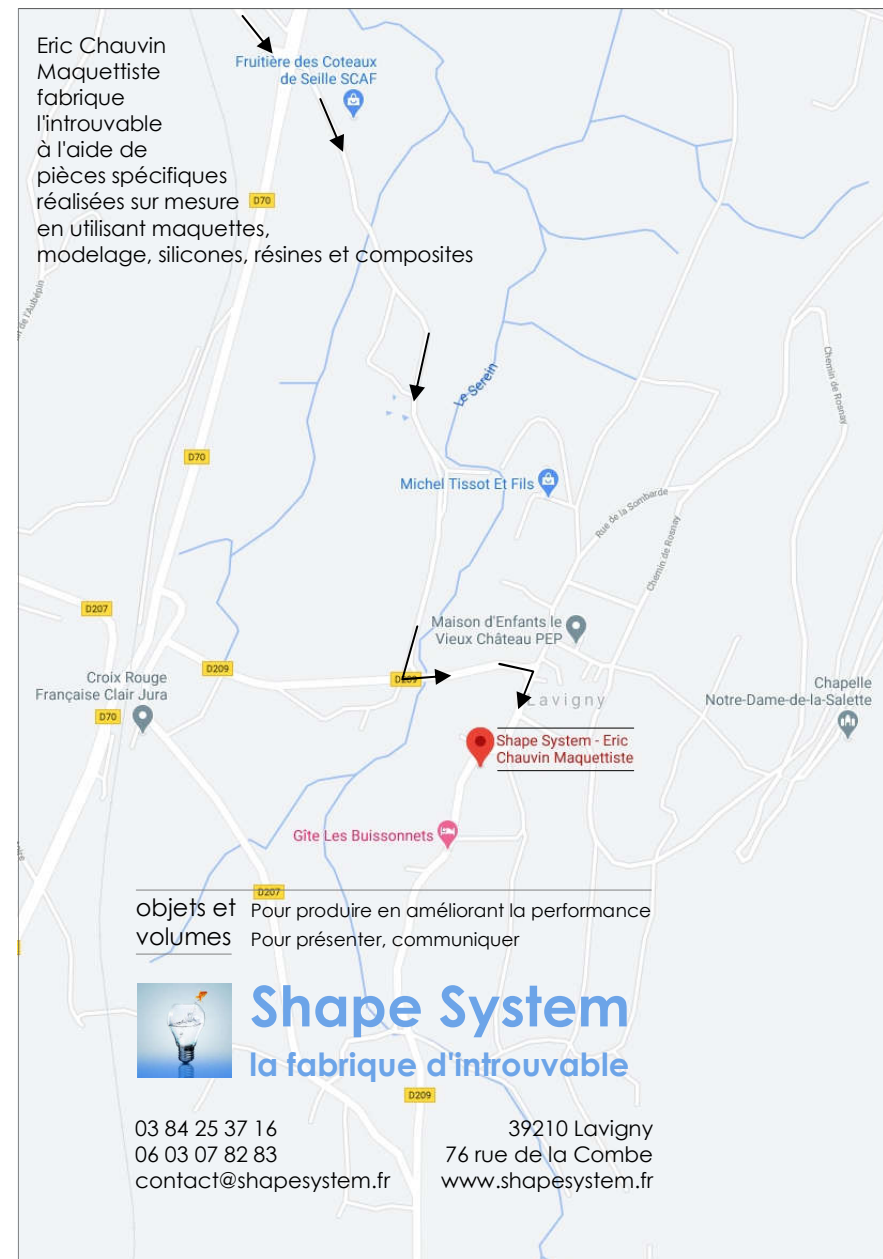 Eric Chauvin
Maquettiste
fabrique
l'introuvable
à l'aide de
pièces spécifiques
réalisées sur mesure
en utilisant maquettes,
modelage, silicones, résines et composites
Fruitière des Coteaux
de Seille SCAF
D70
Le Serein
Chemin de Rosnay
D70
Michel Tissot Et Fils
Rue de la Sombarde
Chemin de Rosnay
D207
Maison d'Enfants le
Vieux Château PEP
D209
D209
Croix Rouge
Française Clair Jura
D70
Lavigny
Chapelle
Notre-Dame-de-la-Salette
Shape System - Eric
Chauvin Maquettiste
Gîte Les Buissonnets
D207
objets et
volumes
Pour produire en améliorant la performance
Pour présenter, communiquer
Shape System
la fabrique d'introuvable
D209
03 84 25 37 16
06 03 07 82 83
contact@shapesystem.fr
39210 Lavigny
76 rue de la Combe
www.shapesystem.fr